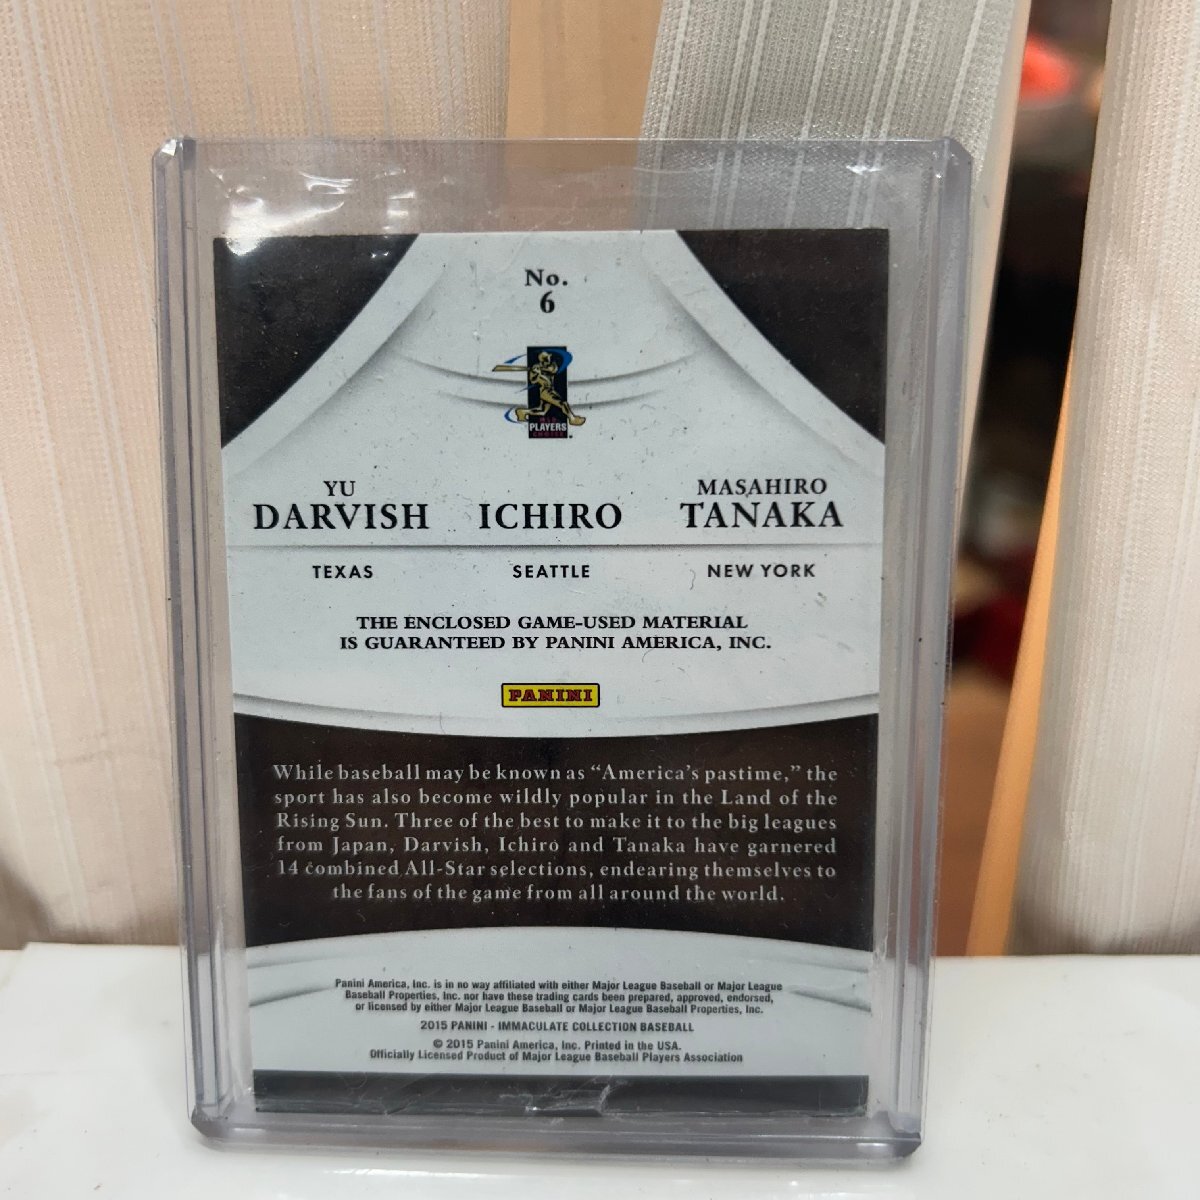 No.
6
PLAYERS
CHOICE
YU
DARVISH
ICHIRO
MASAHIRO
TANAKA
TEXAS
SEATTLE
NEW YORK
THE ENCLOSED GAME-USED MATERIAL
IS GUARANTEED BY PANINI AMERICA, INC.
PANINI
While baseball may be known as “America’s pastime,” the
sport has also become wildly popular in the Land of the
Rising Sun. Three of the best to make it to the big leagues
from Japan, Darvish, Ichiro and Tanaka have garnered
14 combined All-Star selections, endearing themselves to
the fans of the game from all around the world.
Panini America, Inc. is in no way affiliated with either Major League Baseball or Major League
Baseball Properties, Inc. nor have these trading cards been prepared, approved, endorsed,
or licensed by either Major League Baseball or Major League Baseball Properties, Inc.
2015 PANINI - IMMACULATE COLLECTION BASEBALL
© 2015 Panini America, Inc. Printed in the USA.
Officially Licensed Product of Major League Baseball Players Association